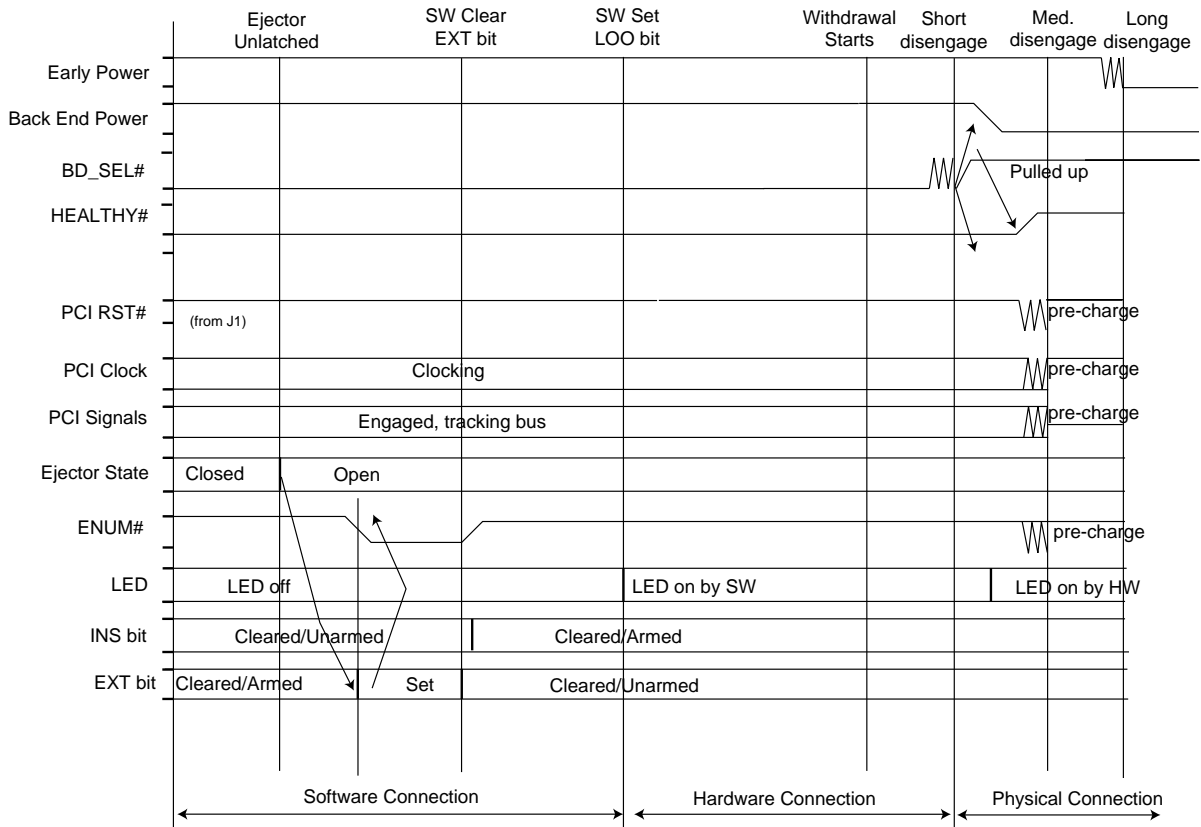 Ejector
Unlatched
SW Clear
EXT bit
SW Set
LOO bit
Withdrawal
Starts
Short
disengage
Med.
disengage
Long
disengage
Early Power
Back End Power
BD_SEL#
Pulled up
HEALTHY#
PCI RST#
(from J1)
pre-charge
PCI Clock
Clocking
pre-charge
PCI Signals
Engaged, tracking bus
pre-charge
Ejector State
Closed
Open
ENUM#
pre-charge
LED
LED off
LED on by SW
LED on by HW
INS bit
Cleared/Unarmed
Cleared/Armed
EXT bit
Cleared/Armed
Set
Cleared/Unarmed
Software Connection
Hardware Connection
Physical Connection